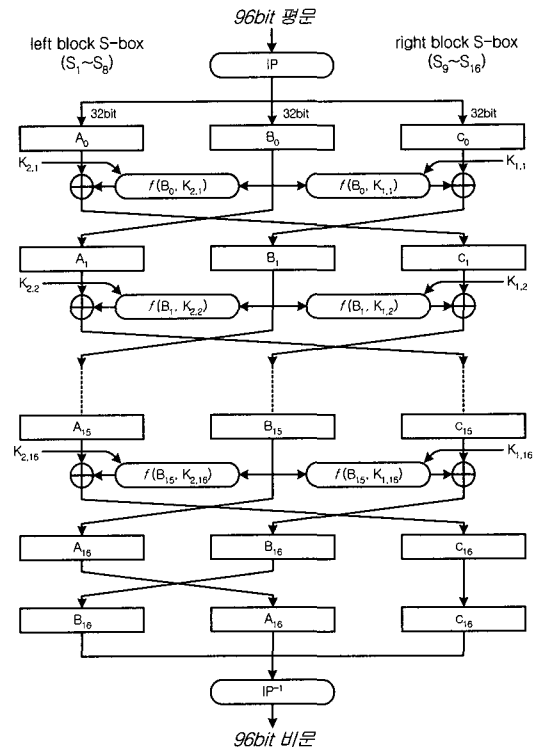 96bit 평문
left block S-box
(S₁~S₈)
right block S-box
(S₉~S₁₆)
IP
32bit 32bit 32bit
A₀ B₀ C₀
K₂,₁ f(B₀, K₂,₁) f(B₀, K₁,₁) K₁,₁
A₁ B₁ C₁
K₂.₂ f(B₁, K₂,₂) f(B₁, K₁,₂) K₁,₂
A₁₅ B₁₅ C₁₅
K₂,₁₆ f(B₁₅, K₂,₁₆) f(B₁₅, K₁,₁₆) K₁,₁₆
A₁₆ B₁₆ C₁₆
B₁₆ A₁₆ C₁₆
IP⁻¹
96bit 비문